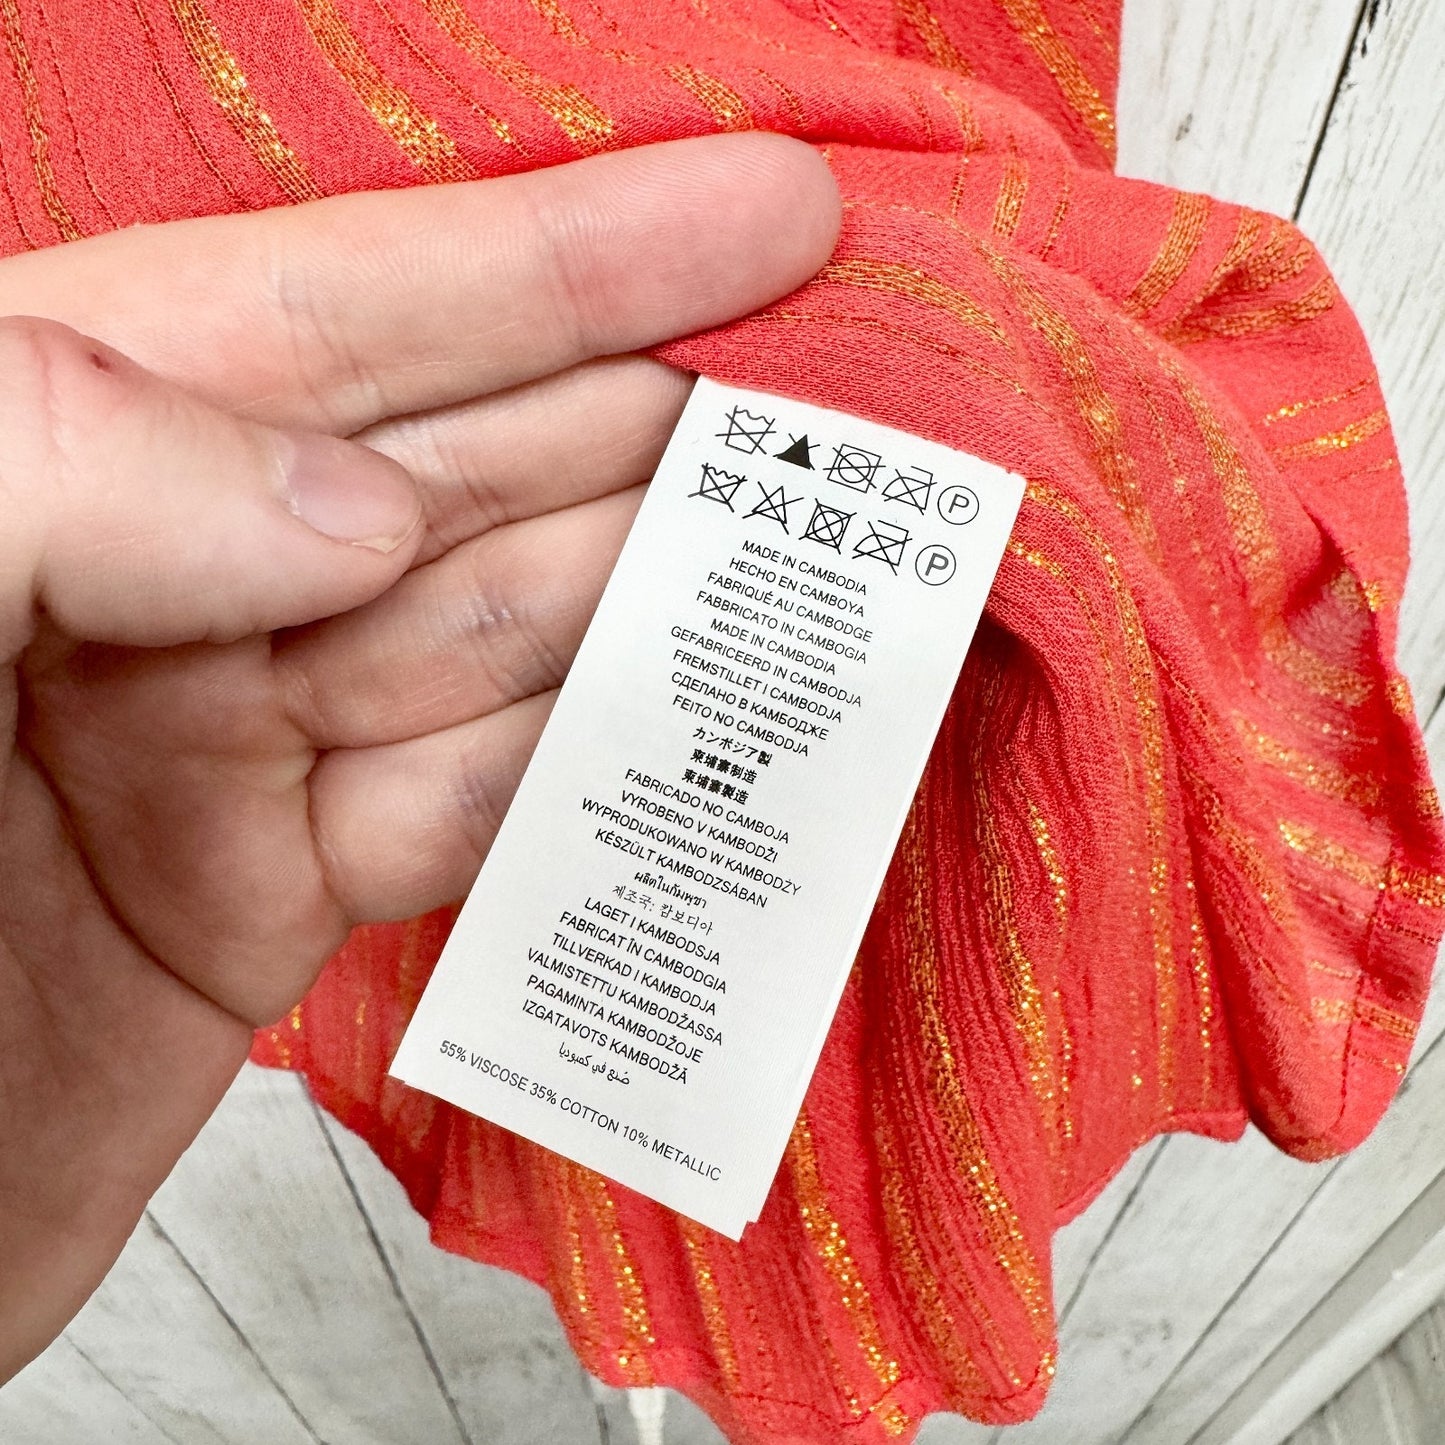 P
P
MADE IN CAMBODIA
HECHO EN CAMBOYA
FABRIQUÉ AU CAMBODGE
FABBRICATO IN CAMBOGIA
MADE IN CAMBODIA
GEFABRICEERD IN CAMBODJA
FREMSTILLET I CAMBODJA
СДЕЛАНО В КАМБОДЖЕ
FEITO NO CAMBODJA
カンボジア製
柬埔寨制造
柬埔寨製造
FABRICADO NO CAMBOJA
VYROBENO V KAMBODŽI
WYPRODUKOWANO W KAMBODŻY
KÉSZÜLT KAMBODZSÁBAN
ผลิตในกัมพูชา
제조국: 캄보디아
LAGET I KAMBODSJA
FABRICAT ÎN CAMBODGIA
TILLVERKAD I KAMBODJA
VALMISTETTU KAMBODŽASSA
PAGAMINTA KAMBODŽOJE
IZGATAVOTS KAMBODŽĀ
صُنع في كمبوديا
55% VISCOSE 35% COTTON 10% METALLIC